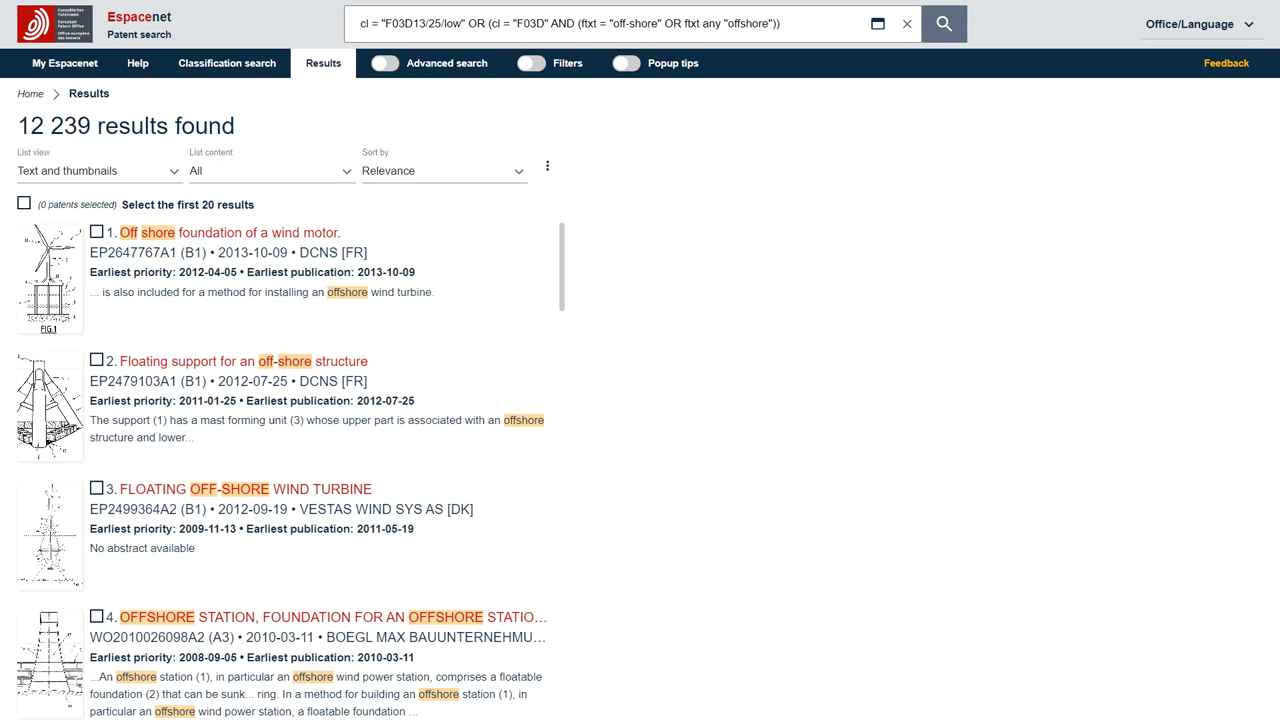 Europäisches
Patentamt
European
Patent Office
Office européen
des brevets
Espacenet
Patent search
cl = "F03D13/25/low" OR (cl = "F03D" AND (ftxt = "off-shore" OR ftxt any "offshore"))
Office/Language
My Espacenet Help Classification search Results Advanced search Filters Popup tips Feedback
Home Results
12 239 results found
List view List content Sort by
Text and thumbnails All Relevance
(0 patents selected) Select the first 20 results
1. Off shore foundation of a wind motor.
EP2647767A1 (B1) • 2013-10-09 • DCNS [FR]
Earliest priority: 2012-04-05 • Earliest publication: 2013-10-09
... is also included for a method for installing an offshore wind turbine.
FIG.1
2. Floating support for an off-shore structure
EP2479103A1 (B1) • 2012-07-25 • DCNS [FR]
Earliest priority: 2011-01-25 • Earliest publication: 2012-07-25
The support (1) has a mast forming unit (3) whose upper part is associated with an offshore
structure and lower...
3. FLOATING OFF-SHORE WIND TURBINE
EP2499364A2 (B1) • 2012-09-19 • VESTAS WIND SYS AS [DK]
Earliest priority: 2009-11-13 • Earliest publication: 2011-05-19
No abstract available
4. OFFSHORE STATION, FOUNDATION FOR AN OFFSHORE STATIO...
WO2010026098A2 (A3) • 2010-03-11 • BOEGL MAX BAUUNTERNEHMU...
Earliest priority: 2008-09-05 • Earliest publication: 2010-03-11
...An offshore station (1), in particular an offshore wind power station, comprises a floatable
foundation (2) that can be sunk... ring. In a method for building an offshore station (1), in
particular an offshore wind power station, a floatable foundation ...